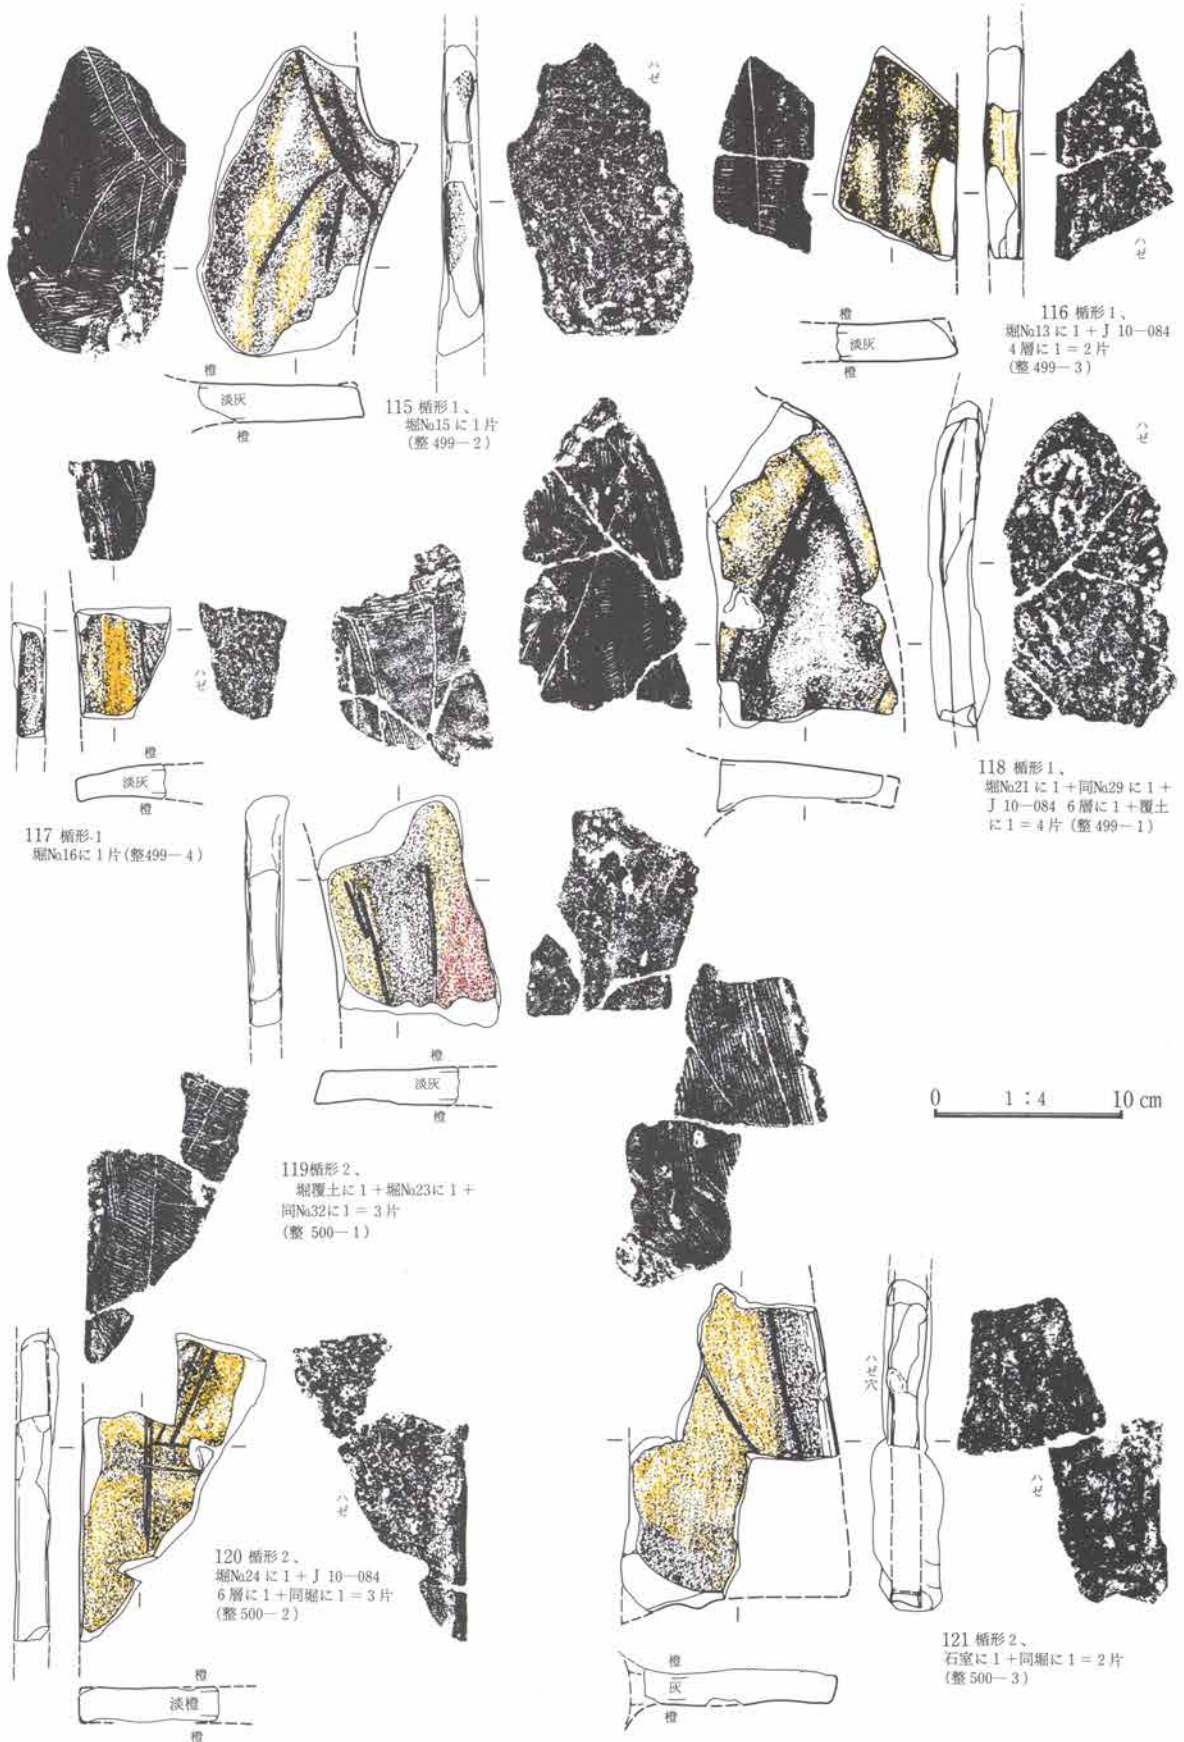 ハゼ
橙
淡灰
橙
115 楯形1、
堀№15に1片
(整 499—2)
橙
淡灰
橙
ハゼ
116 楯形1、
堀№13に1+J 10—084
4層に1=2片
(整 499—3)
ハゼ
橙
淡灰
橙
117 楯形·1
堀№16に1片(整499—4)
ハゼ
118 楯形1、
堀№21に1+同№29に1+
J 10—084 6層に1+覆土
に1=4片(整 499—1)
橙
淡灰
橙
119楯形2、
堀覆土に1+堀№23に1+
同№32に1=3片
(整 500—1)
0 1:4 10 cm
ハゼ
120 楯形2、
堀№24に1+J 10—084
6層に1+同堀に1=3片
(整 500—2)
橙
淡橙
橙
ハゼ穴
ハゼ
121 楯形2、
石室に1+同堀に1=2片
(整 500—3)
橙
灰
橙